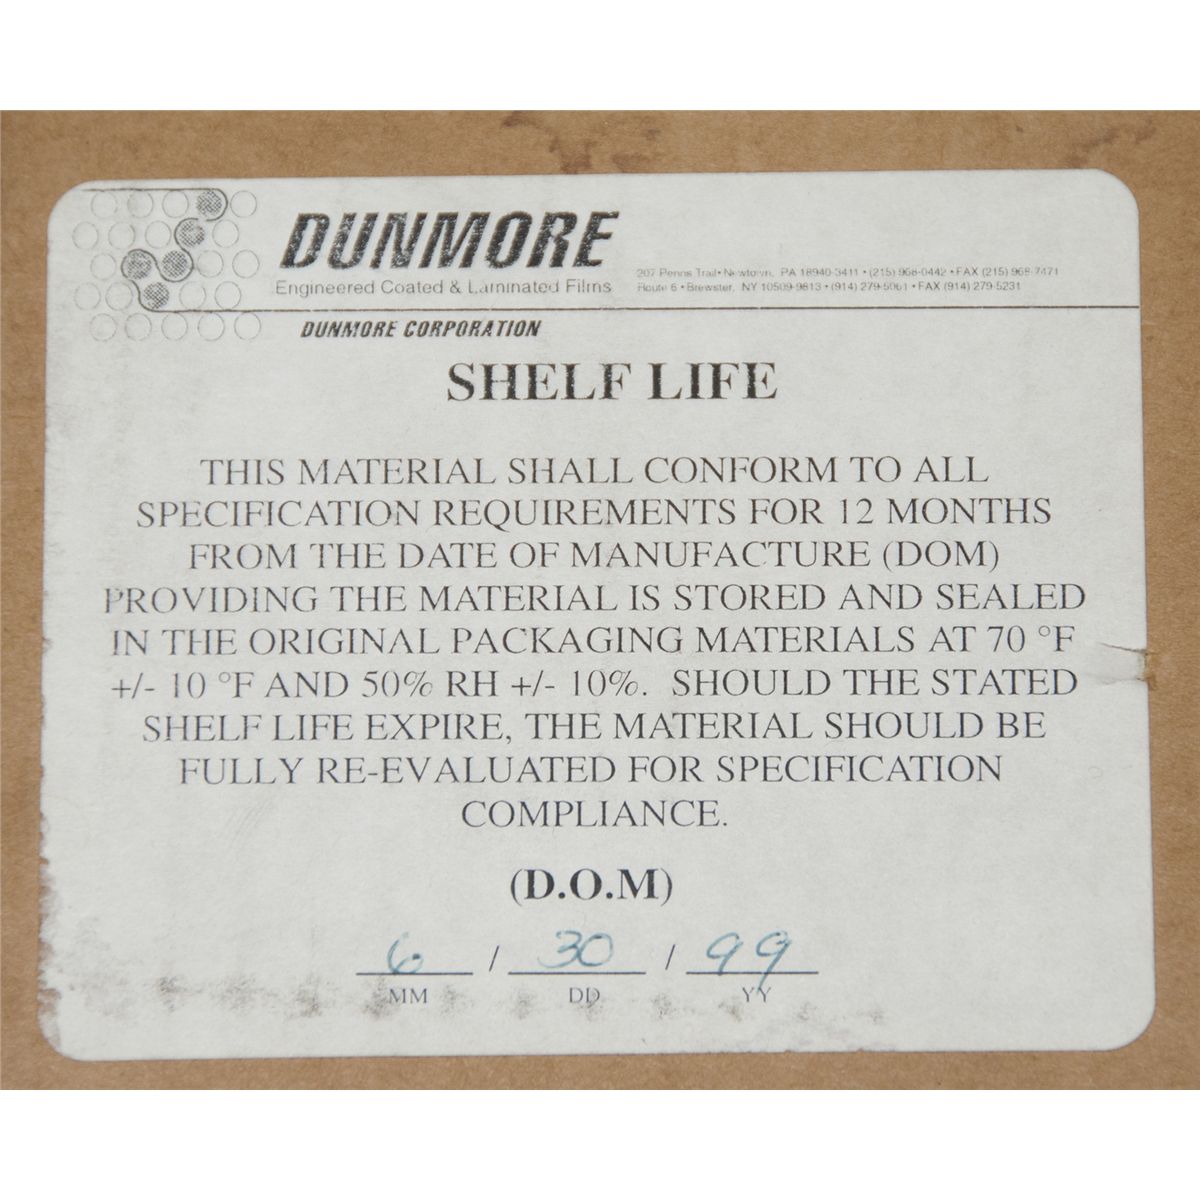 DUNMORE
Engineered Coated & Laminated Films
207 Penns Trail • Newtown, PA 18940-3411 • (215) 968-0442 • FAX (215) 968-7471
Route 6 • Brewster, NY 10509-9813 • (914) 279-5061 • FAX (914) 279-5231
DUNMORE CORPORATION
SHELF LIFE
THIS MATERIAL SHALL CONFORM TO ALL
SPECIFICATION REQUIREMENTS FOR 12 MONTHS
FROM THE DATE OF MANUFACTURE (DOM)
PROVIDING THE MATERIAL IS STORED AND SEALED
IN THE ORIGINAL PACKAGING MATERIALS AT 70 °F
+/- 10 °F AND 50% RH +/- 10%. SHOULD THE STATED
SHELF LIFE EXPIRE, THE MATERIAL SHOULD BE
FULLY RE-EVALUATED FOR SPECIFICATION
COMPLIANCE.
(D.O.M)
6 / 30 / 99
MM DD YY